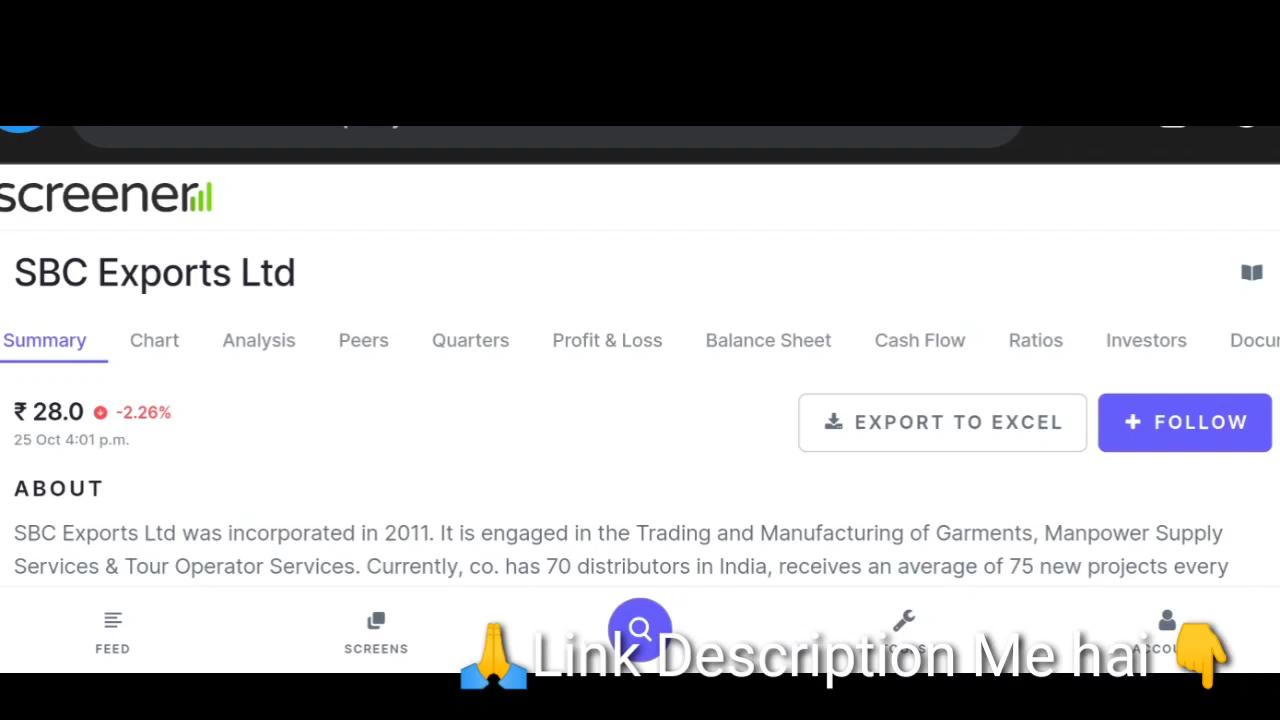 screener
SBC Exports Ltd
Summary Chart Analysis Peers Quarters Profit & Loss Balance Sheet Cash Flow Ratios Investors Docum
₹ 28.0 -2.26%
25 Oct 4:01 p.m.
EXPORT TO EXCEL
+ FOLLOW
ABOUT
SBC Exports Ltd was incorporated in 2011. It is engaged in the Trading and Manufacturing of Garments, Manpower Supply
Services & Tour Operator Services. Currently, co. has 70 distributors in India, receives an average of 75 new projects every
FEED SCREENS
🙏Link Description Me hai👇